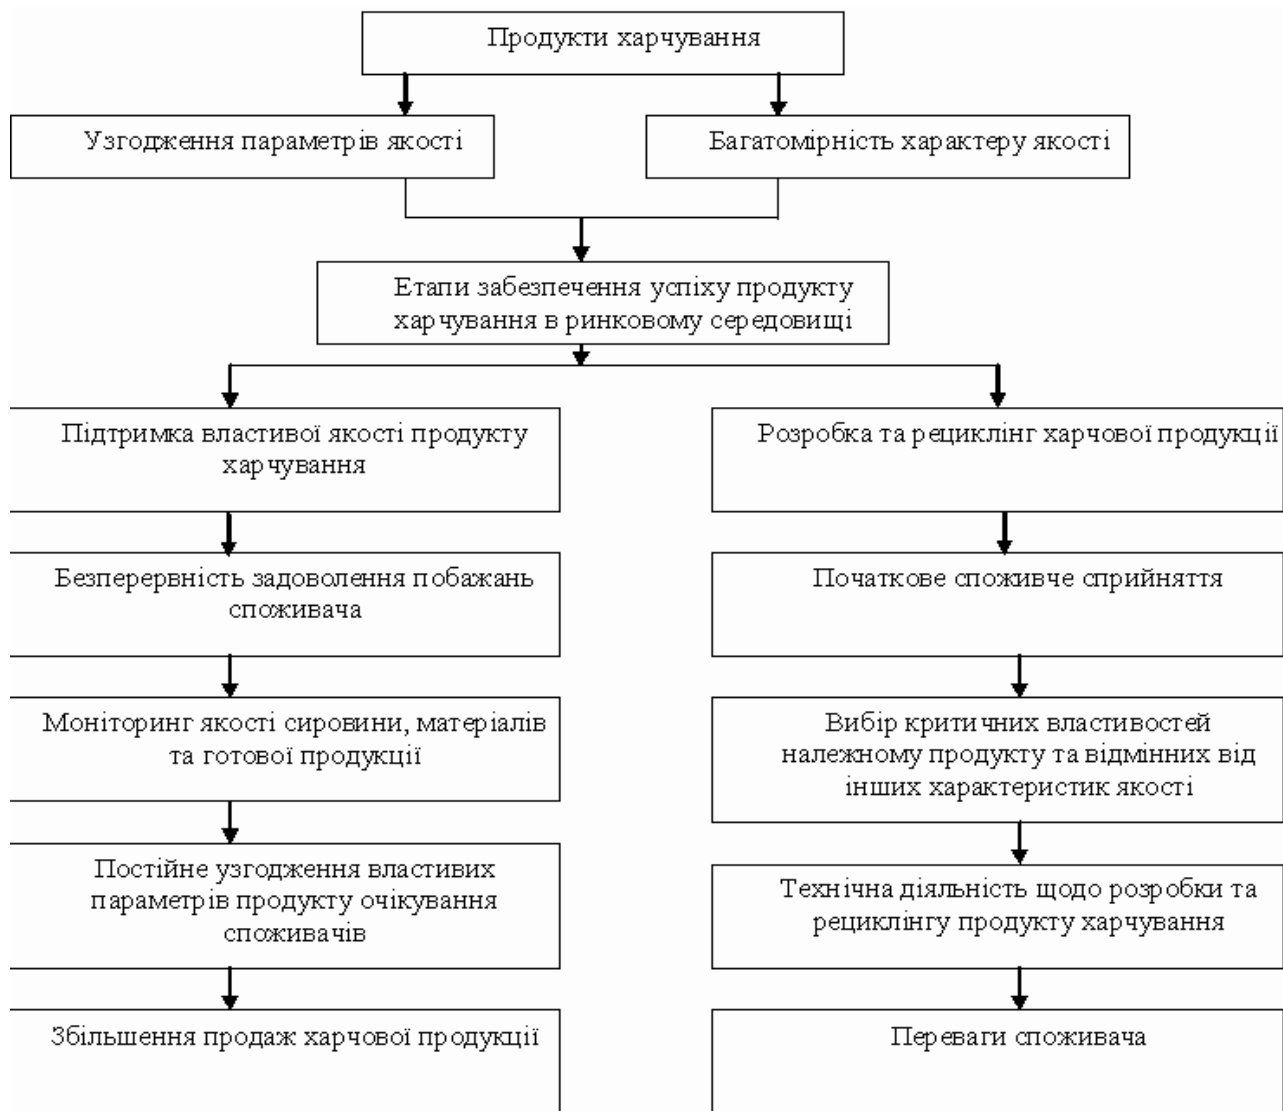 Продукти харчування
Узгодження параметрів якості
Багатомірність характеру якості
Етапи забезпечення успіху продукту
харчування в ринковому середовищі
Підтримка властивої якості продукту
харчування
Розробка та рециклінг харчової продукції
Безперервність задоволення побажань
споживача
Початкове споживче сприйняття
Моніторинг якості сировини, матеріалів
та готової продукції
Вибір критичних властивостей
належному продукту та відмінних від
інших характеристик якості
Постійне узгодження властивих
параметрів продукту очікування
споживачів
Технічна діяльність щодо розробки та
рециклінгу продукту харчування
Збільшення продаж харчової продукції
Переваги споживача